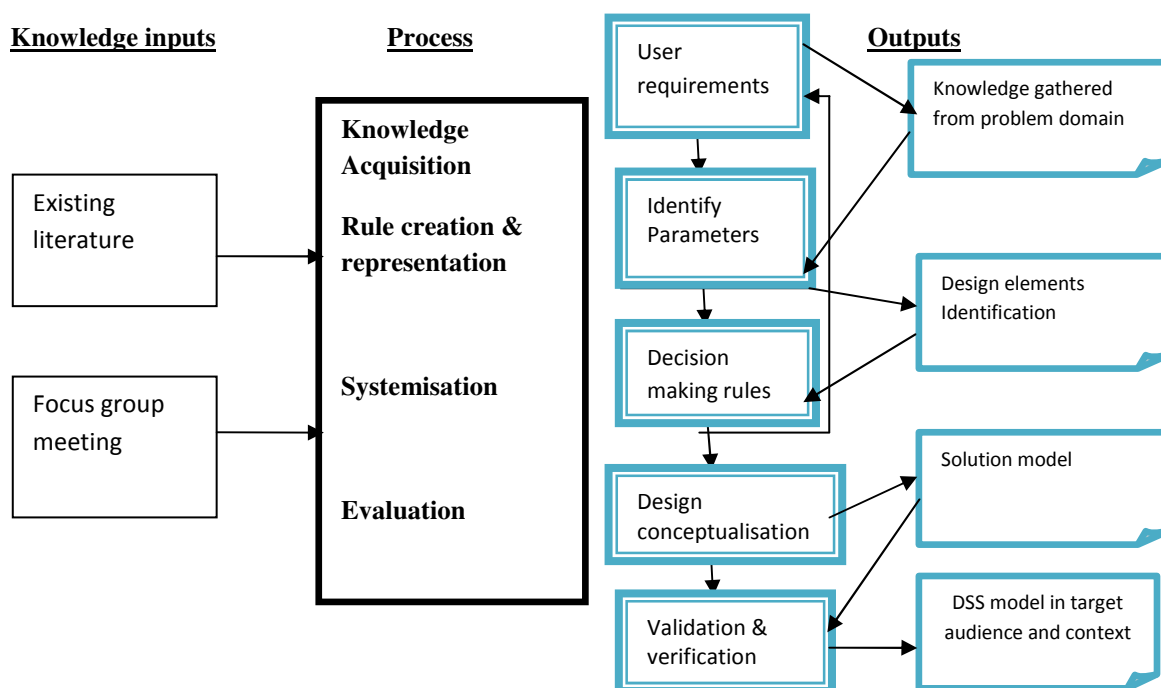 Knowledge inputs
Process
Outputs
Existing
literature
Focus group
meeting
Knowledge
Acquisition
Rule creation &
representation
Systemisation
Evaluation
User
requirements
Identify
Parameters
Decision
making rules
Design
conceptualisation
Validation &
verification
Knowledge gathered
from problem domain
Design elements
Identification
Solution model
DSS model in target
audience and context